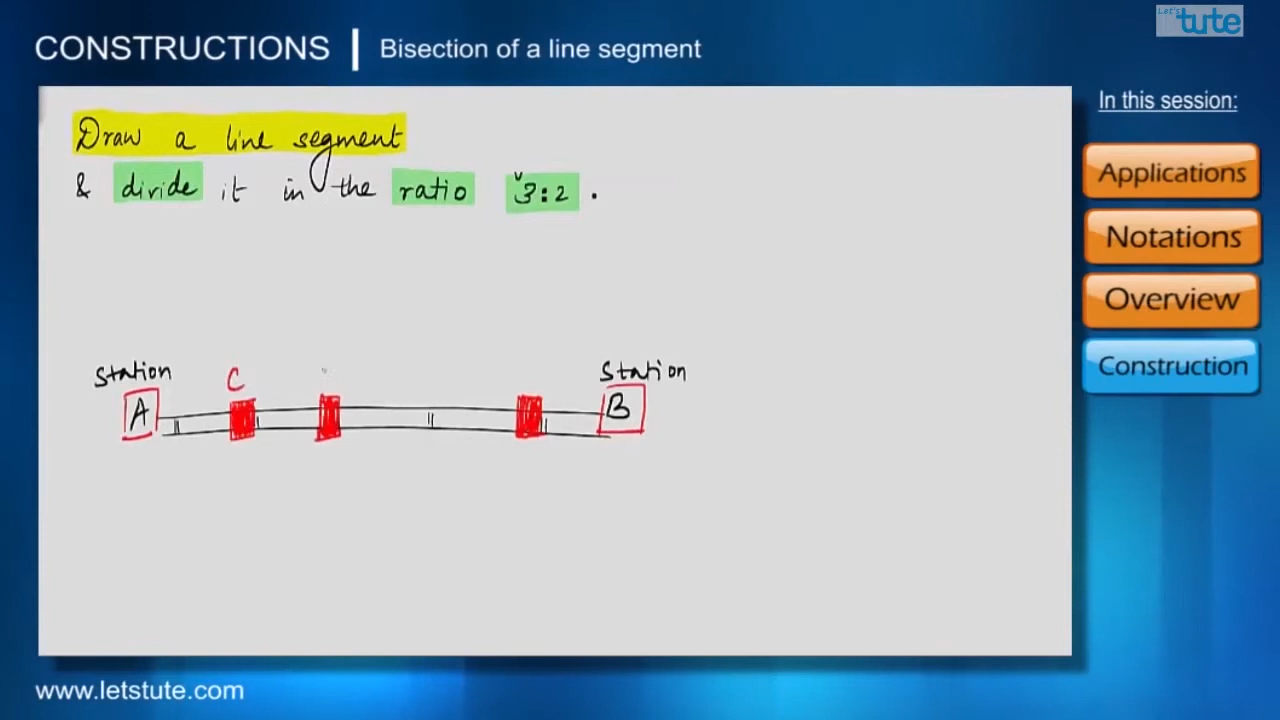 Let's
tute
CONSTRUCTIONS | Bisection of a line segment
In this session:
Draw a line segment
& divide it in the ratio 3:2 .
Applications
Notations
Overview
Construction
Station
C
Station
A
B
www.letstute.com